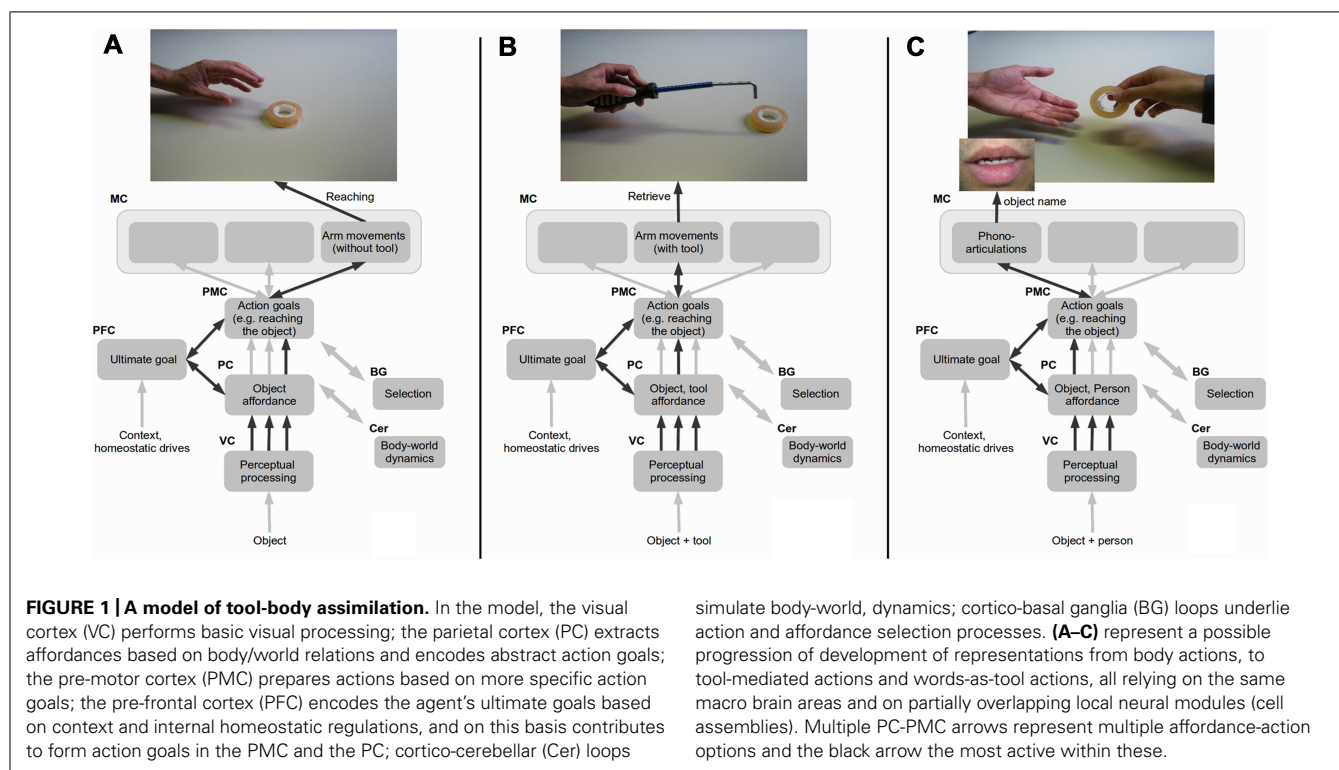 A
Reaching
MC
Arm movements
(without tool)
PMC
Action goals
(e.g. reaching
the object)
PFC
Ultimate goal
PC
BG
Object
affordance
Selection
Cer
Context,
homeostatic drives
VC
Body-world
dynamics
Perceptual
processing
Object
B
Retrieve
MC
Arm movements
(with tool)
PMC
Action goals
(e.g. reaching
the object)
PFC
Ultimate goal
PC
BG
Object, tool
affordance
Selection
Cer
Context,
homeostatic drives
VC
Body-world
dynamics
Perceptual
processing
Object + tool
C
MC
object name
Phono-
articulations
PMC
Action goals
(e.g. reaching
the object)
PFC
Ultimate goal
PC
BG
Object, Person
affordance
Selection
Cer
Context,
homeostatic drives
VC
Body-world
dynamics
Perceptual
processing
Object + person
FIGURE 1 | A model of tool-body assimilation. In the model, the visual
cortex (VC) performs basic visual processing; the parietal cortex (PC) extracts
affordances based on body/world relations and encodes abstract action goals;
the pre-motor cortex (PMC) prepares actions based on more specific action
goals; the pre-frontal cortex (PFC) encodes the agent's ultimate goals based
on context and internal homeostatic regulations, and on this basis contributes
to form action goals in the PMC and the PC; cortico-cerebellar (Cer) loops
simulate body-world, dynamics; cortico-basal ganglia (BG) loops underlie
action and affordance selection processes. (A–C) represent a possible
progression of development of representations from body actions, to
tool-mediated actions and words-as-tool actions, all relying on the same
macro brain areas and on partially overlapping local neural modules (cell
assemblies). Multiple PC-PMC arrows represent multiple affordance-action
options and the black arrow the most active within these.